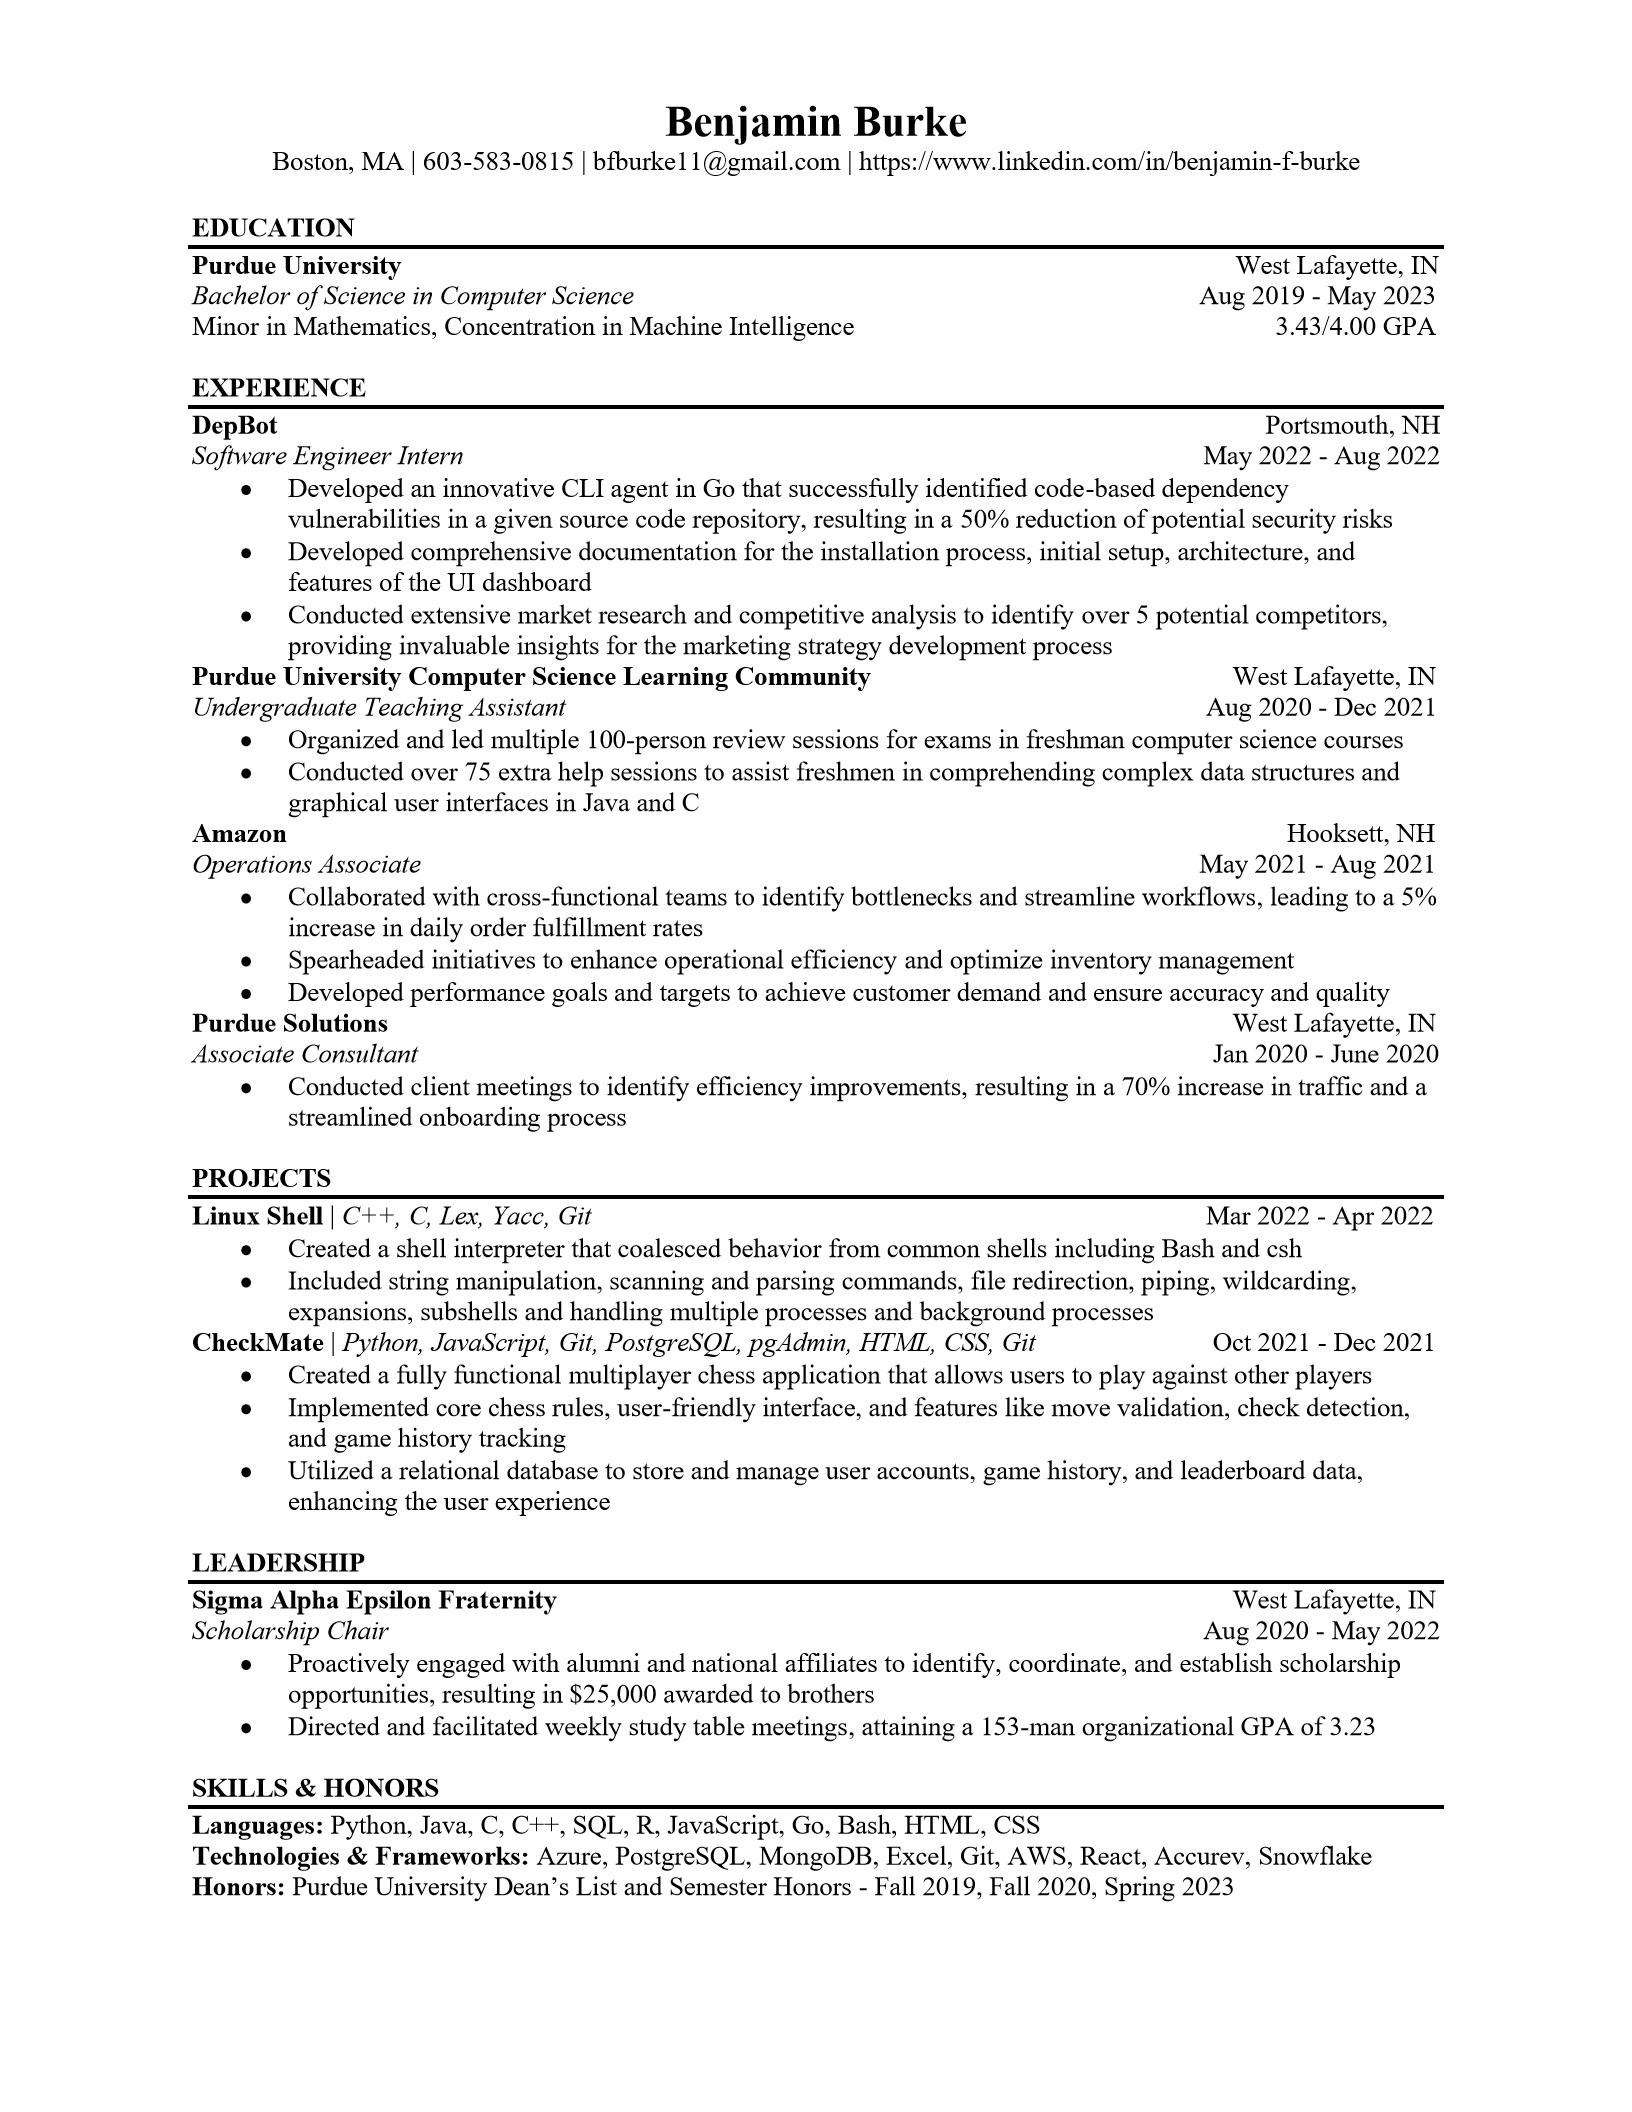 Benjamin Burke
Boston, MA | 603-583-0815 | bfburke11@gmail.com | https://www.linkedin.com/in/benjamin-f-burke
EDUCATION
Purdue University West Lafayette, IN
Bachelor of Science in Computer Science Aug 2019 - May 2023
Minor in Mathematics, Concentration in Machine Intelligence 3.43/4.00 GPA
EXPERIENCE
DepBot Portsmouth, NH
Software Engineer Intern May 2022 - Aug 2022
● Developed an innovative CLI agent in Go that successfully identified code-based dependency
vulnerabilities in a given source code repository, resulting in a 50% reduction of potential security risks
● Developed comprehensive documentation for the installation process, initial setup, architecture, and
features of the UI dashboard
● Conducted extensive market research and competitive analysis to identify over 5 potential competitors,
providing invaluable insights for the marketing strategy development process
Purdue University Computer Science Learning Community West Lafayette, IN
Undergraduate Teaching Assistant Aug 2020 - Dec 2021
● Organized and led multiple 100-person review sessions for exams in freshman computer science courses
● Conducted over 75 extra help sessions to assist freshmen in comprehending complex data structures and
graphical user interfaces in Java and C
Amazon Hooksett, NH
Operations Associate May 2021 - Aug 2021
● Collaborated with cross-functional teams to identify bottlenecks and streamline workflows, leading to a 5%
increase in daily order fulfillment rates
● Spearheaded initiatives to enhance operational efficiency and optimize inventory management
● Developed performance goals and targets to achieve customer demand and ensure accuracy and quality
Purdue Solutions West Lafayette, IN
Associate Consultant Jan 2020 - June 2020
● Conducted client meetings to identify efficiency improvements, resulting in a 70% increase in traffic and a
streamlined onboarding process
PROJECTS
Linux Shell | C++, C, Lex, Yacc, Git Mar 2022 - Apr 2022
● Created a shell interpreter that coalesced behavior from common shells including Bash and csh
● Included string manipulation, scanning and parsing commands, file redirection, piping, wildcarding,
expansions, subshells and handling multiple processes and background processes
CheckMate | Python, JavaScript, Git, PostgreSQL, pgAdmin, HTML, CSS, Git Oct 2021 - Dec 2021
● Created a fully functional multiplayer chess application that allows users to play against other players
● Implemented core chess rules, user-friendly interface, and features like move validation, check detection,
and game history tracking
● Utilized a relational database to store and manage user accounts, game history, and leaderboard data,
enhancing the user experience
LEADERSHIP
Sigma Alpha Epsilon Fraternity West Lafayette, IN
Scholarship Chair Aug 2020 - May 2022
● Proactively engaged with alumni and national affiliates to identify, coordinate, and establish scholarship
opportunities, resulting in $25,000 awarded to brothers
● Directed and facilitated weekly study table meetings, attaining a 153-man organizational GPA of 3.23
SKILLS & HONORS
Languages: Python, Java, C, C++, SQL, R, JavaScript, Go, Bash, HTML, CSS
Technologies & Frameworks: Azure, PostgreSQL, MongoDB, Excel, Git, AWS, React, Accurev, Snowflake
Honors: Purdue University Dean’s List and Semester Honors - Fall 2019, Fall 2020, Spring 2023